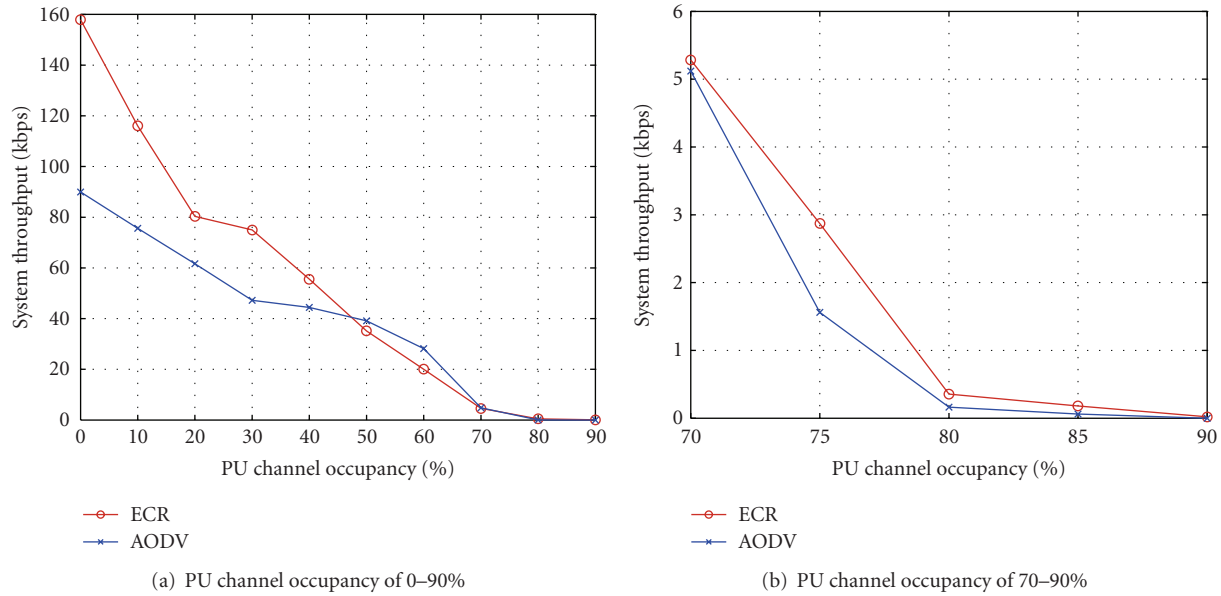 160
140
120
100
80
60
40
20
0
System throughput (kbps)
0 10 20 30 40 50 60 70 80 90
PU channel occupancy (%)
ECR
AODV
(a) PU channel occupancy of 0–90%
6
5
4
3
2
1
0
System throughput (kbps)
70 75 80 85 90
PU channel occupancy (%)
ECR
AODV
(b) PU channel occupancy of 70–90%